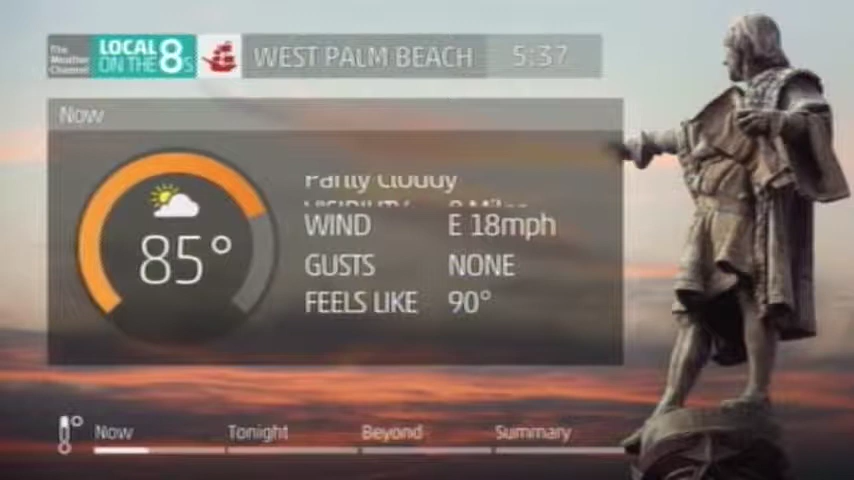 The Weather Channel
LOCAL ON THE 8s
WEST PALM BEACH 5:37
Now
Partly Cloudy
85°
WIND E 18mph
GUSTS NONE
FEELS LIKE 90°
Now Tonight Beyond Summary